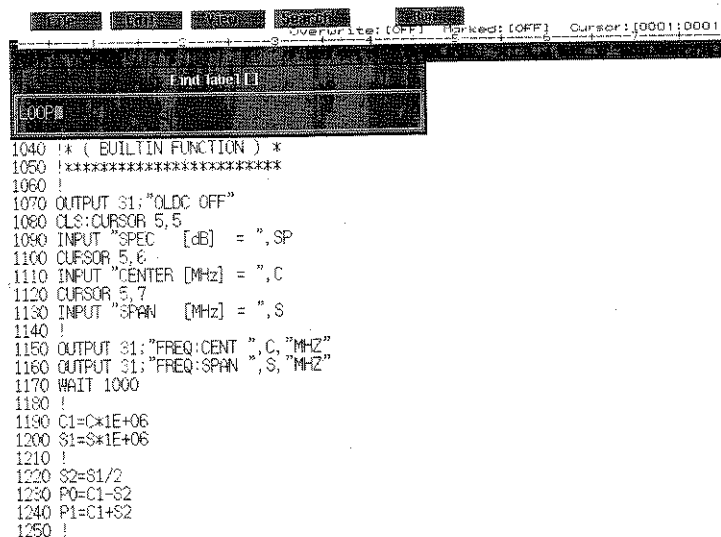 File Edit View Search
Overwrite:[OFF] Marked:[OFF] Cursor:[0001:0001
Find label []
LOOP
1040 !* ( BUILTIN FUNCTION ) *
1050 !*************************
1060 !
1070 OUTPUT 31;"OLDC OFF"
1080 CLS:CURSOR 5,5
1090 INPUT "SPEC   [dB]  = ",SP
1100 CURSOR 5,6
1110 INPUT "CENTER [MHz] = ",C
1120 CURSOR 5,7
1130 INPUT "SPAN   [MHz] = ",S
1140 !
1150 OUTPUT 31;"FREQ:CENT ",C,"MHZ"
1160 OUTPUT 31;"FREQ:SPAN ",S,"MHZ"
1170 WAIT 1000
1180 !
1190 C1=C*1E+06
1200 S1=S*1E+06
1210 !
1220 S2=S1/2
1230 P0=C1-S2
1240 P1=C1+S2
1250 !